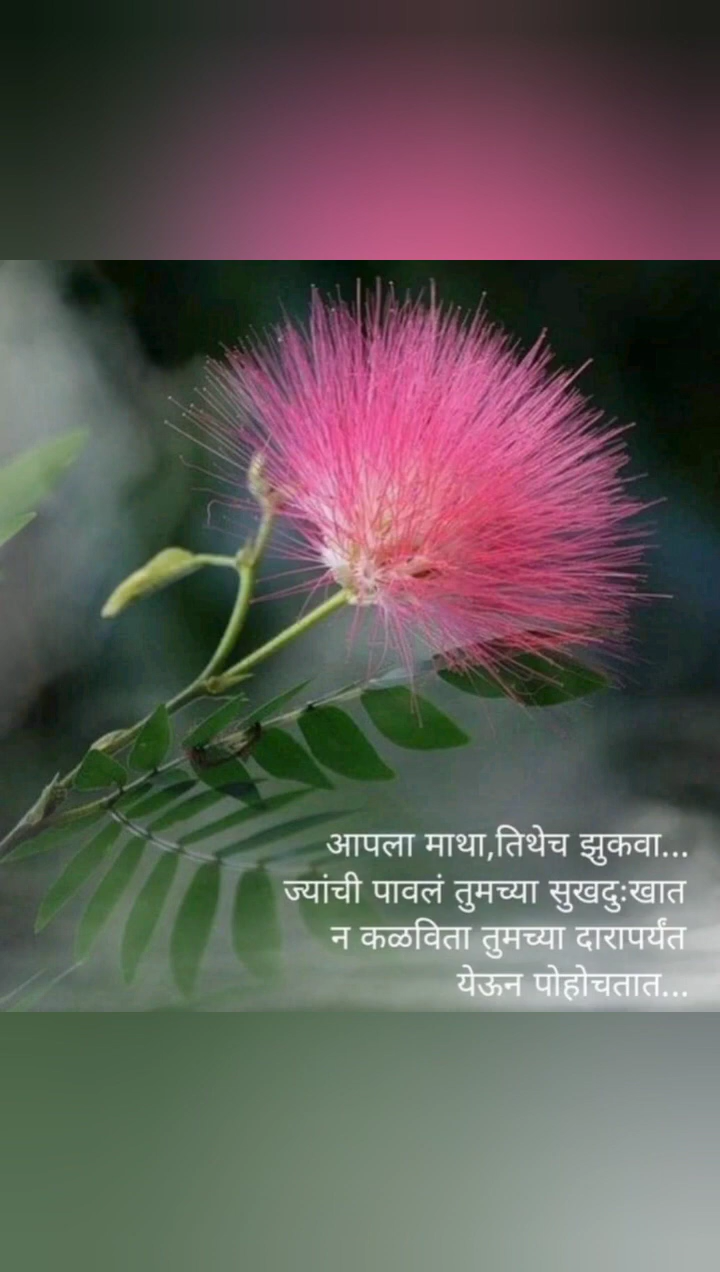 आपला माथा,तिथेच झुकवा...
ज्यांची पावलं तुमच्या सुखदुःखात
न कळविता तुमच्या दारापर्यंत
येऊन पोहोचतात...